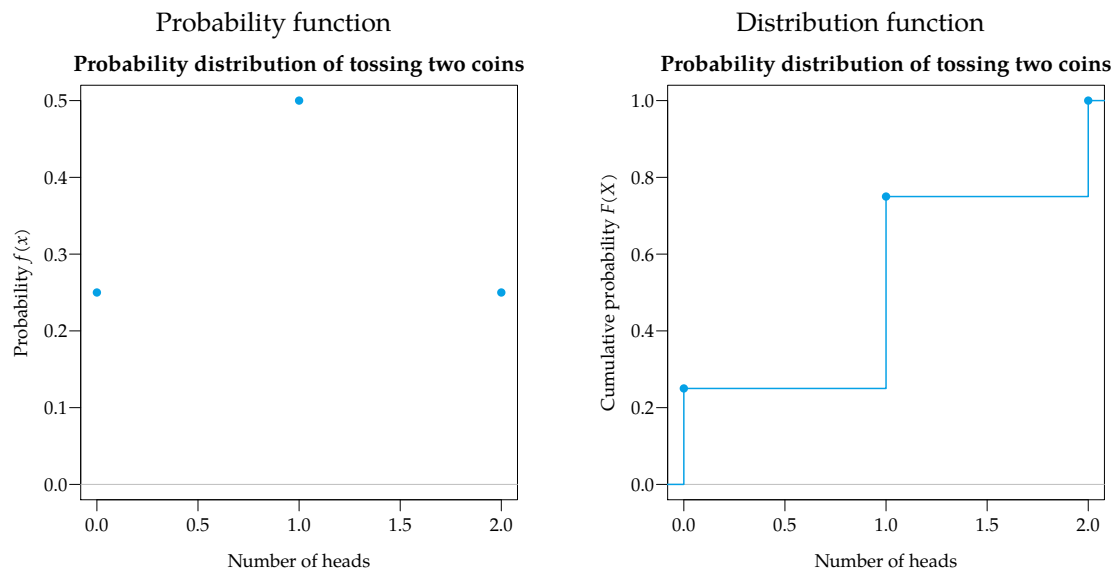 Probability function
Probability distribution of tossing two coins
0.5
0.4
0.3
0.2
0.1
0.0
Probability f(x)
0.0 0.5 1.0 1.5 2.0
Number of heads
Distribution function
Probability distribution of tossing two coins
1.0
0.8
0.6
0.4
0.2
0.0
Cumulative probability F(X)
0.0 0.5 1.0 1.5 2.0
Number of heads